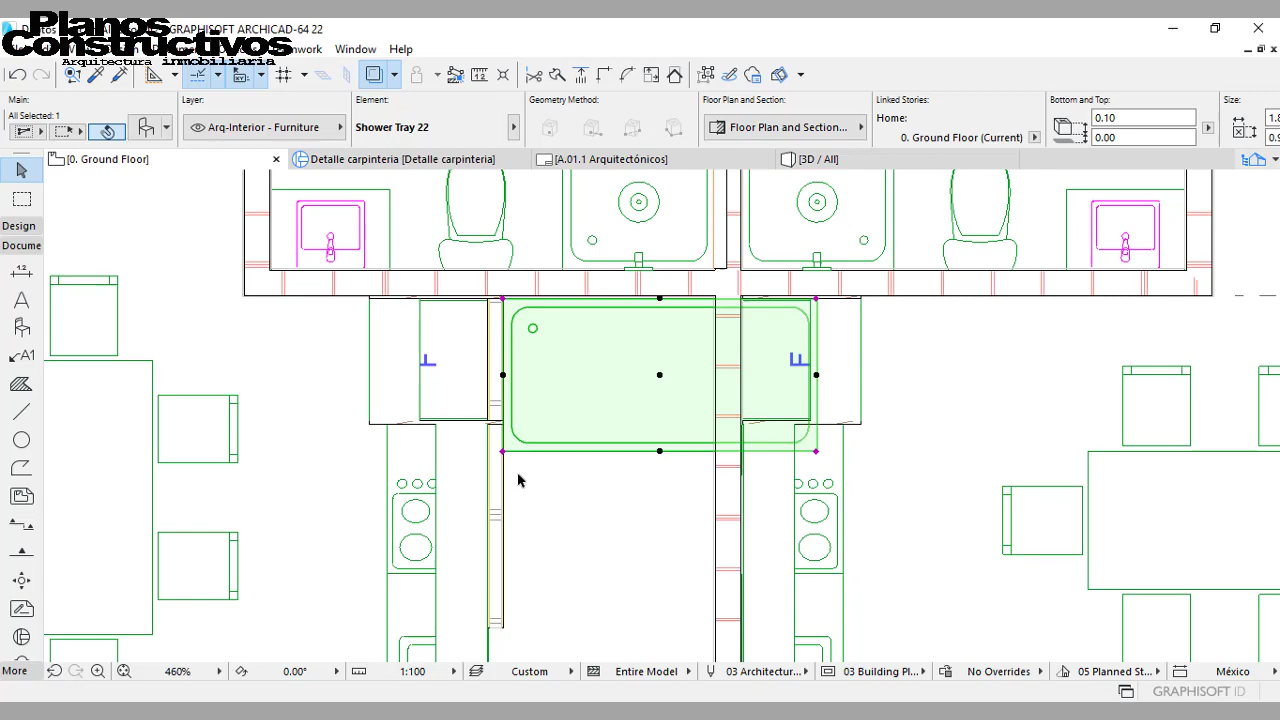 Planos
Constructivos
Arquitectura inmobiliaria
GRAPHISOFT ARCHICAD-64 22
Window Help
Main:
All Selected: 1
Layer:
Arq-Interior - Furniture
Element:
Shower Tray 22
Geometry Method:
Floor Plan and Section:
Floor Plan and Section...
Linked Stories:
Home:
0. Ground Floor (Current)
Bottom and Top:
0.10
0.00
Size:
[0. Ground Floor]
Detalle carpinteria [Detalle carpinteria]
[A.01.1 Arquitectónicos]
[3D / All]
Design
Docume
1.2
A
A1
F
F
More
460%
0.00°
1:100
Custom
Entire Model
03 Architectur...
03 Building Pl...
No Overrides
05 Planned St...
México
GRAPHISOFT ID